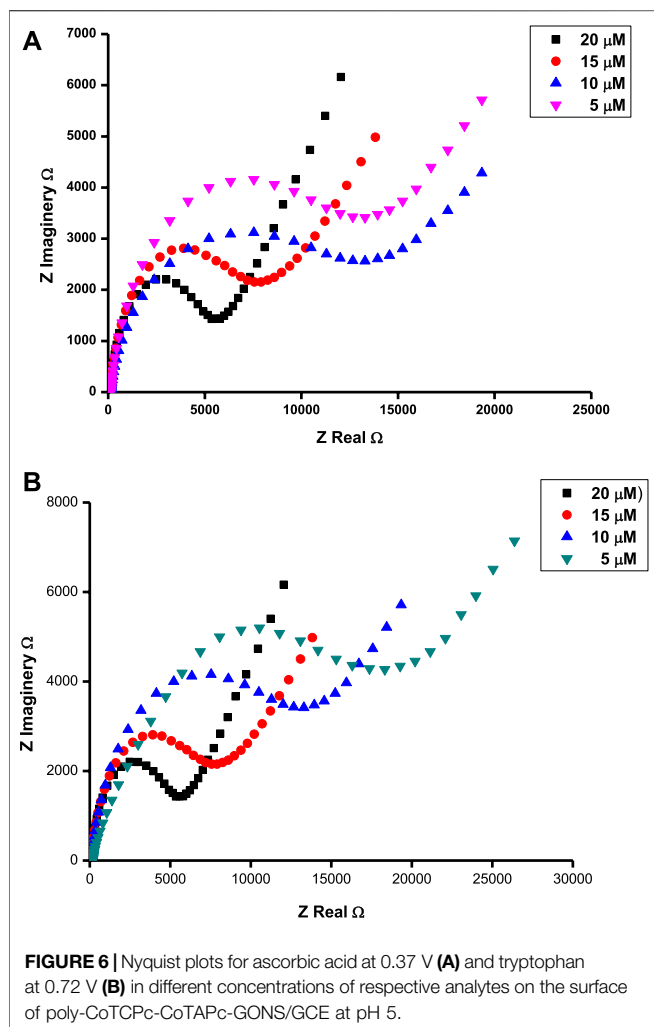 A
7000
6000
5000
4000
3000
2000
1000
0
Z Imaginery Ω
20 μM
15 μM
10 μM
5 μM
0
5000
10000
15000
20000
25000
Z Real Ω
B
8000
6000
4000
2000
0
Z Imaginery Ω
20 μM)
15 μM
10 μM
5 μM
0
5000
10000
15000
20000
25000
30000
Z Real Ω
FIGURE 6 | Nyquist plots for ascorbic acid at 0.37 V (A) and tryptophan
at 0.72 V (B) in different concentrations of respective analytes on the surface
of poly-CoTCPc-CoTAPc-GONS/GCE at pH 5.